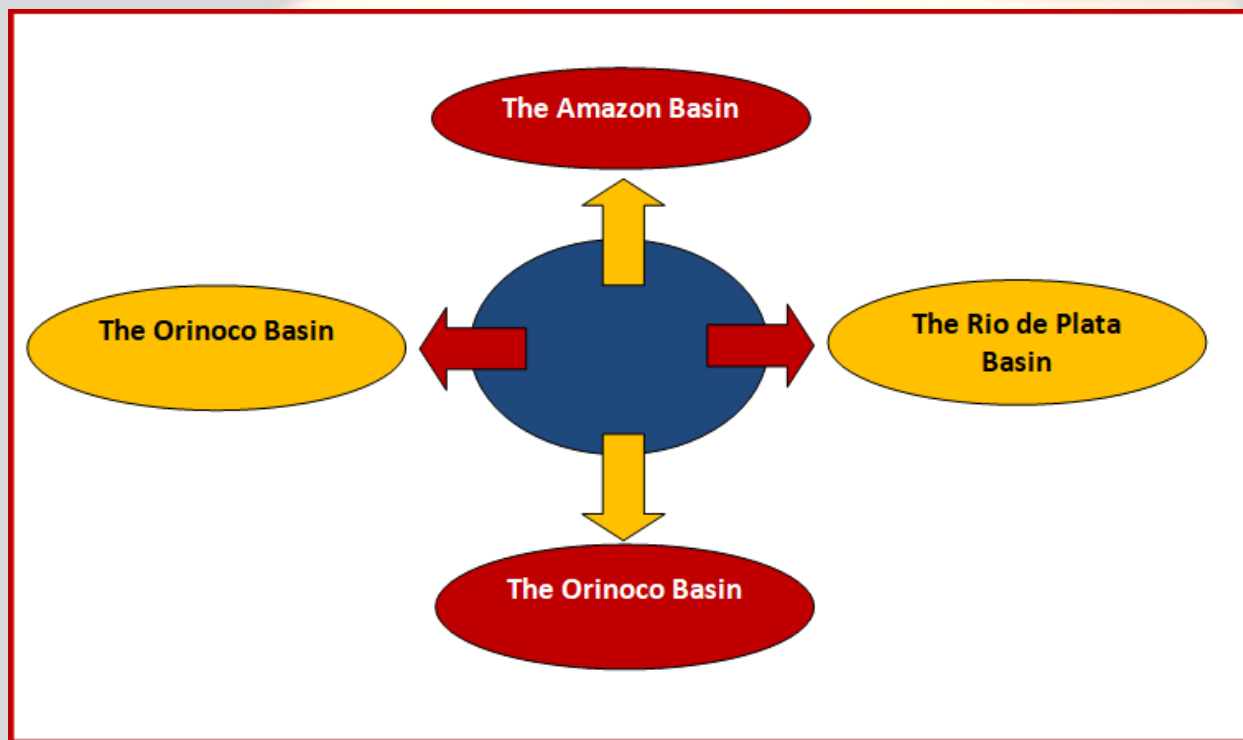 The Amazon Basin
The Orinoco Basin
The Rio de Plata
Basin
The Orinoco Basin